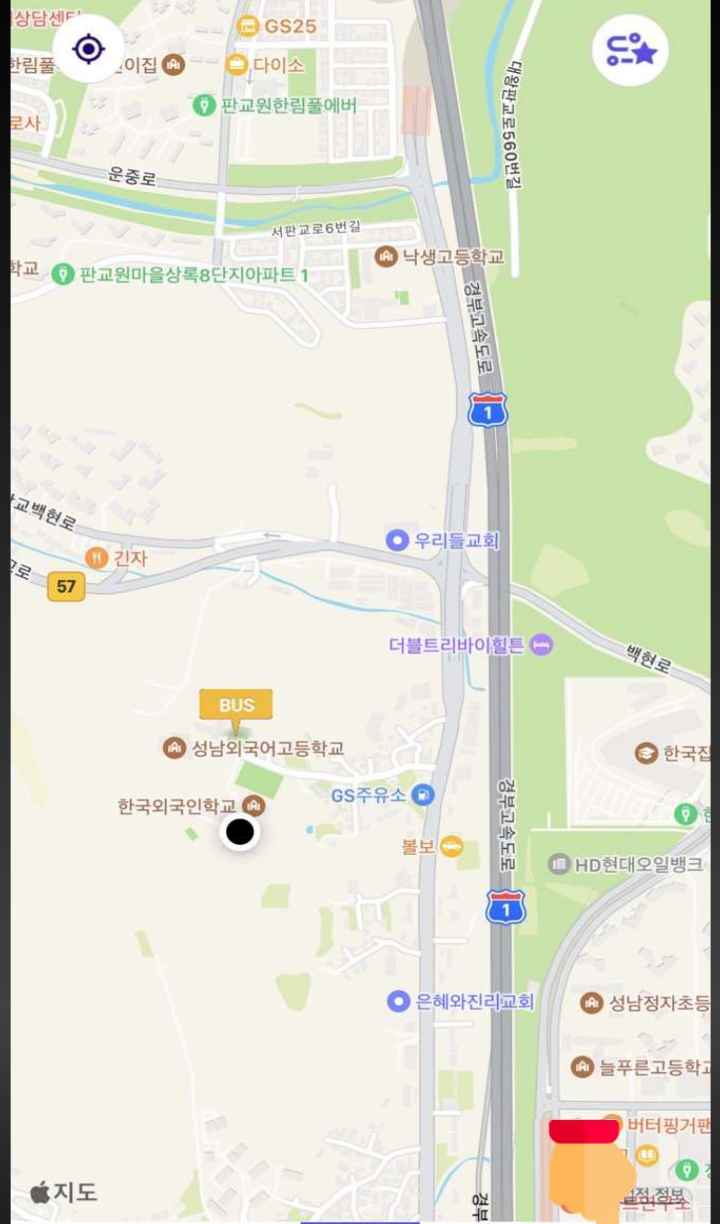 상담센터
GS25
한림풀
이집
다이소
판교원한림풀에버
로사
대왕판교로560번길
운중로
서판교로6번길
낙생고등학교
학교
판교원마을상록8단지아파트 1
경부고속도로
1
교백현로
우리들교회
긴자
57
더블트리바이힐튼
백현로
BUS
성남외국어고등학교
한국잡
한국외국인학교
GS주유소
경부고속도로
볼보
HD현대오일뱅크
1
은혜와진리교회
성남정자초등
늘푸른고등학교
버터핑거팬
지도
정보
경부